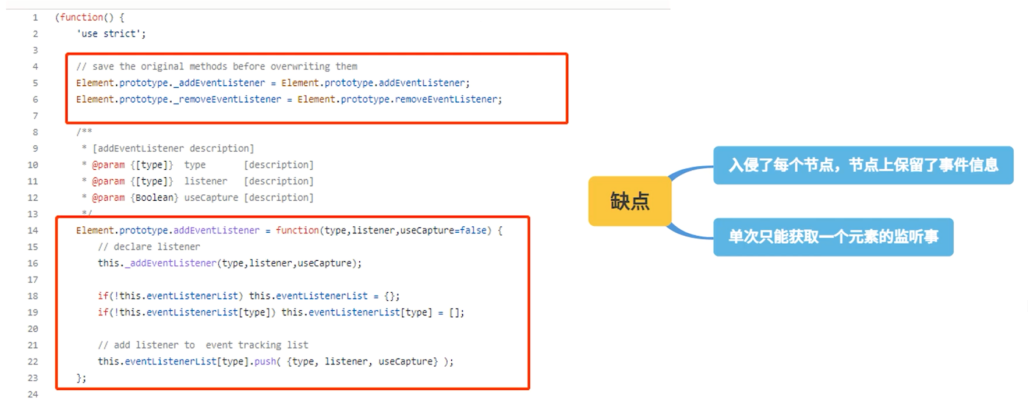 1 (function() {
2 'use strict';
3
4 // save the original methods before overwriting them
5 Element.prototype._addEventListener = Element.prototype.addEventListener;
6 Element.prototype._removeEventListener = Element.prototype.removeEventListener;
7
8 /**
9 * [addEventListener description]
10 * @param {[type]} type [description]
11 * @param {[type]} listener [description]
12 * @param {Boolean} useCapture [description]
13 */
14 Element.prototype.addEventListener = function(type,listener,useCapture=false) {
15 // declare listener
16 this._addEventListener(type,listener,useCapture);
17
18 if(!this.eventListenerList) this.eventListenerList = {};
19 if(!this.eventListenerList[type]) this.eventListenerList[type] = [];
20
21 // add listener to  event tracking list
22 this.eventListenerList[type].push( {type, listener, useCapture} );
23 };
24
缺点
入侵了每个节点，节点上保留了事件信息
单次只能获取一个元素的监听事